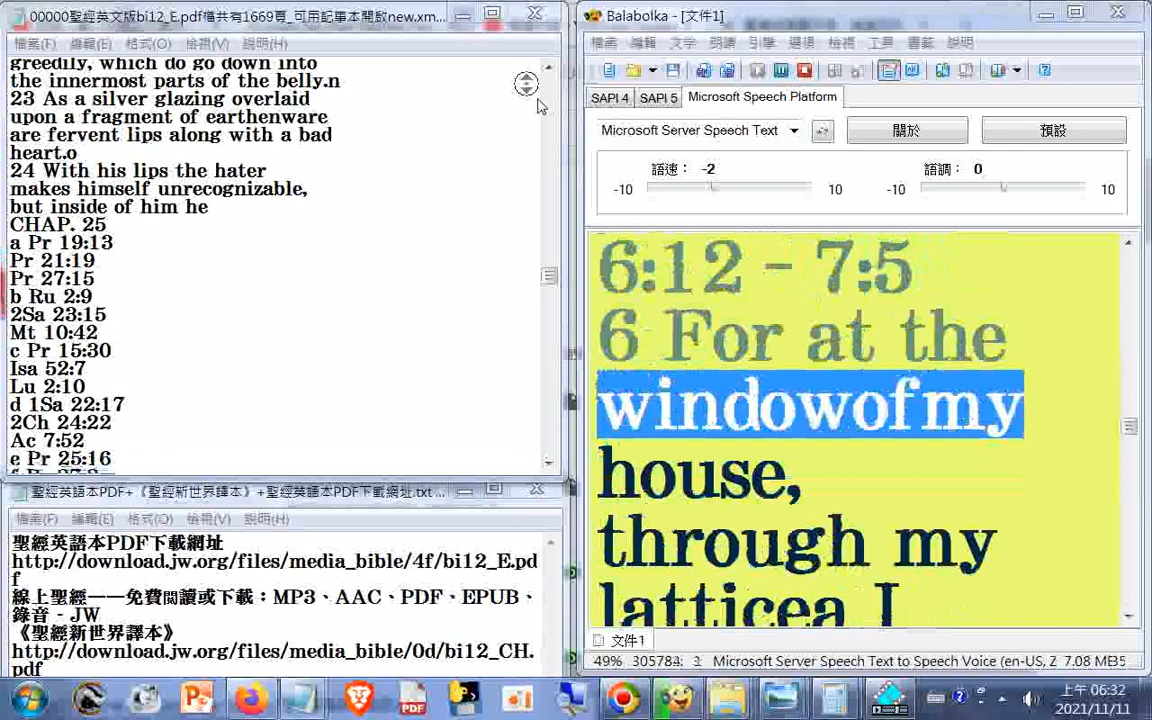 00000聖經英文版bi12_E.pdf檔共有1669頁_可用記事本開啟new.xm...
檔案(F) 編輯(E) 格式(O) 檢視(V) 說明(H)
greedily, which do go down into
the innermost parts of the belly.n
23 As a silver glazing overlaid
upon a fragment of earthenware
are fervent lips along with a bad
heart.o
24 With his lips the hater
makes himself unrecognizable,
but inside of him he
CHAP. 25
a Pr 19:13
Pr 21:19
Pr 27:15
b Ru 2:9
2Sa 23:15
Mt 10:42
c Pr 15:30
Isa 52:7
Lu 2:10
d 1Sa 22:17
2Ch 24:22
Ac 7:52
e Pr 25:16
聖經英語本PDF+《聖經新世界譯本》+聖經英語本PDF下載網址.txt ...
檔案(F) 編輯(E) 格式(O) 檢視(V) 說明(H)
聖經英語本PDF下載網址
http://download.jw.org/files/media_bible/4f/bi12_E.pd
f
線上聖經——免費閱讀或下載：MP3、AAC、PDF、EPUB、
錄音 - JW
《聖經新世界譯本》
http://download.jw.org/files/media_bible/0d/bi12_CH.
pdf
Balabolka - [文件1]
檔案 編輯 文字 朗讀 引擎 選項 檢視 工具 書籤 說明
SAPI 4 SAPI 5 Microsoft Speech Platform
Microsoft Server Speech Text 關於 預設
語速： -2 語調： 0
-10 10 -10 10
6:12 – 7:5
6 For at the
windowofmy
house,
through my
latticea I
文件1
49% 305784: 2 Microsoft Server Speech Text to Speech Voice (en-US, Z 7.08 MB
上午 06:32
2021/11/11